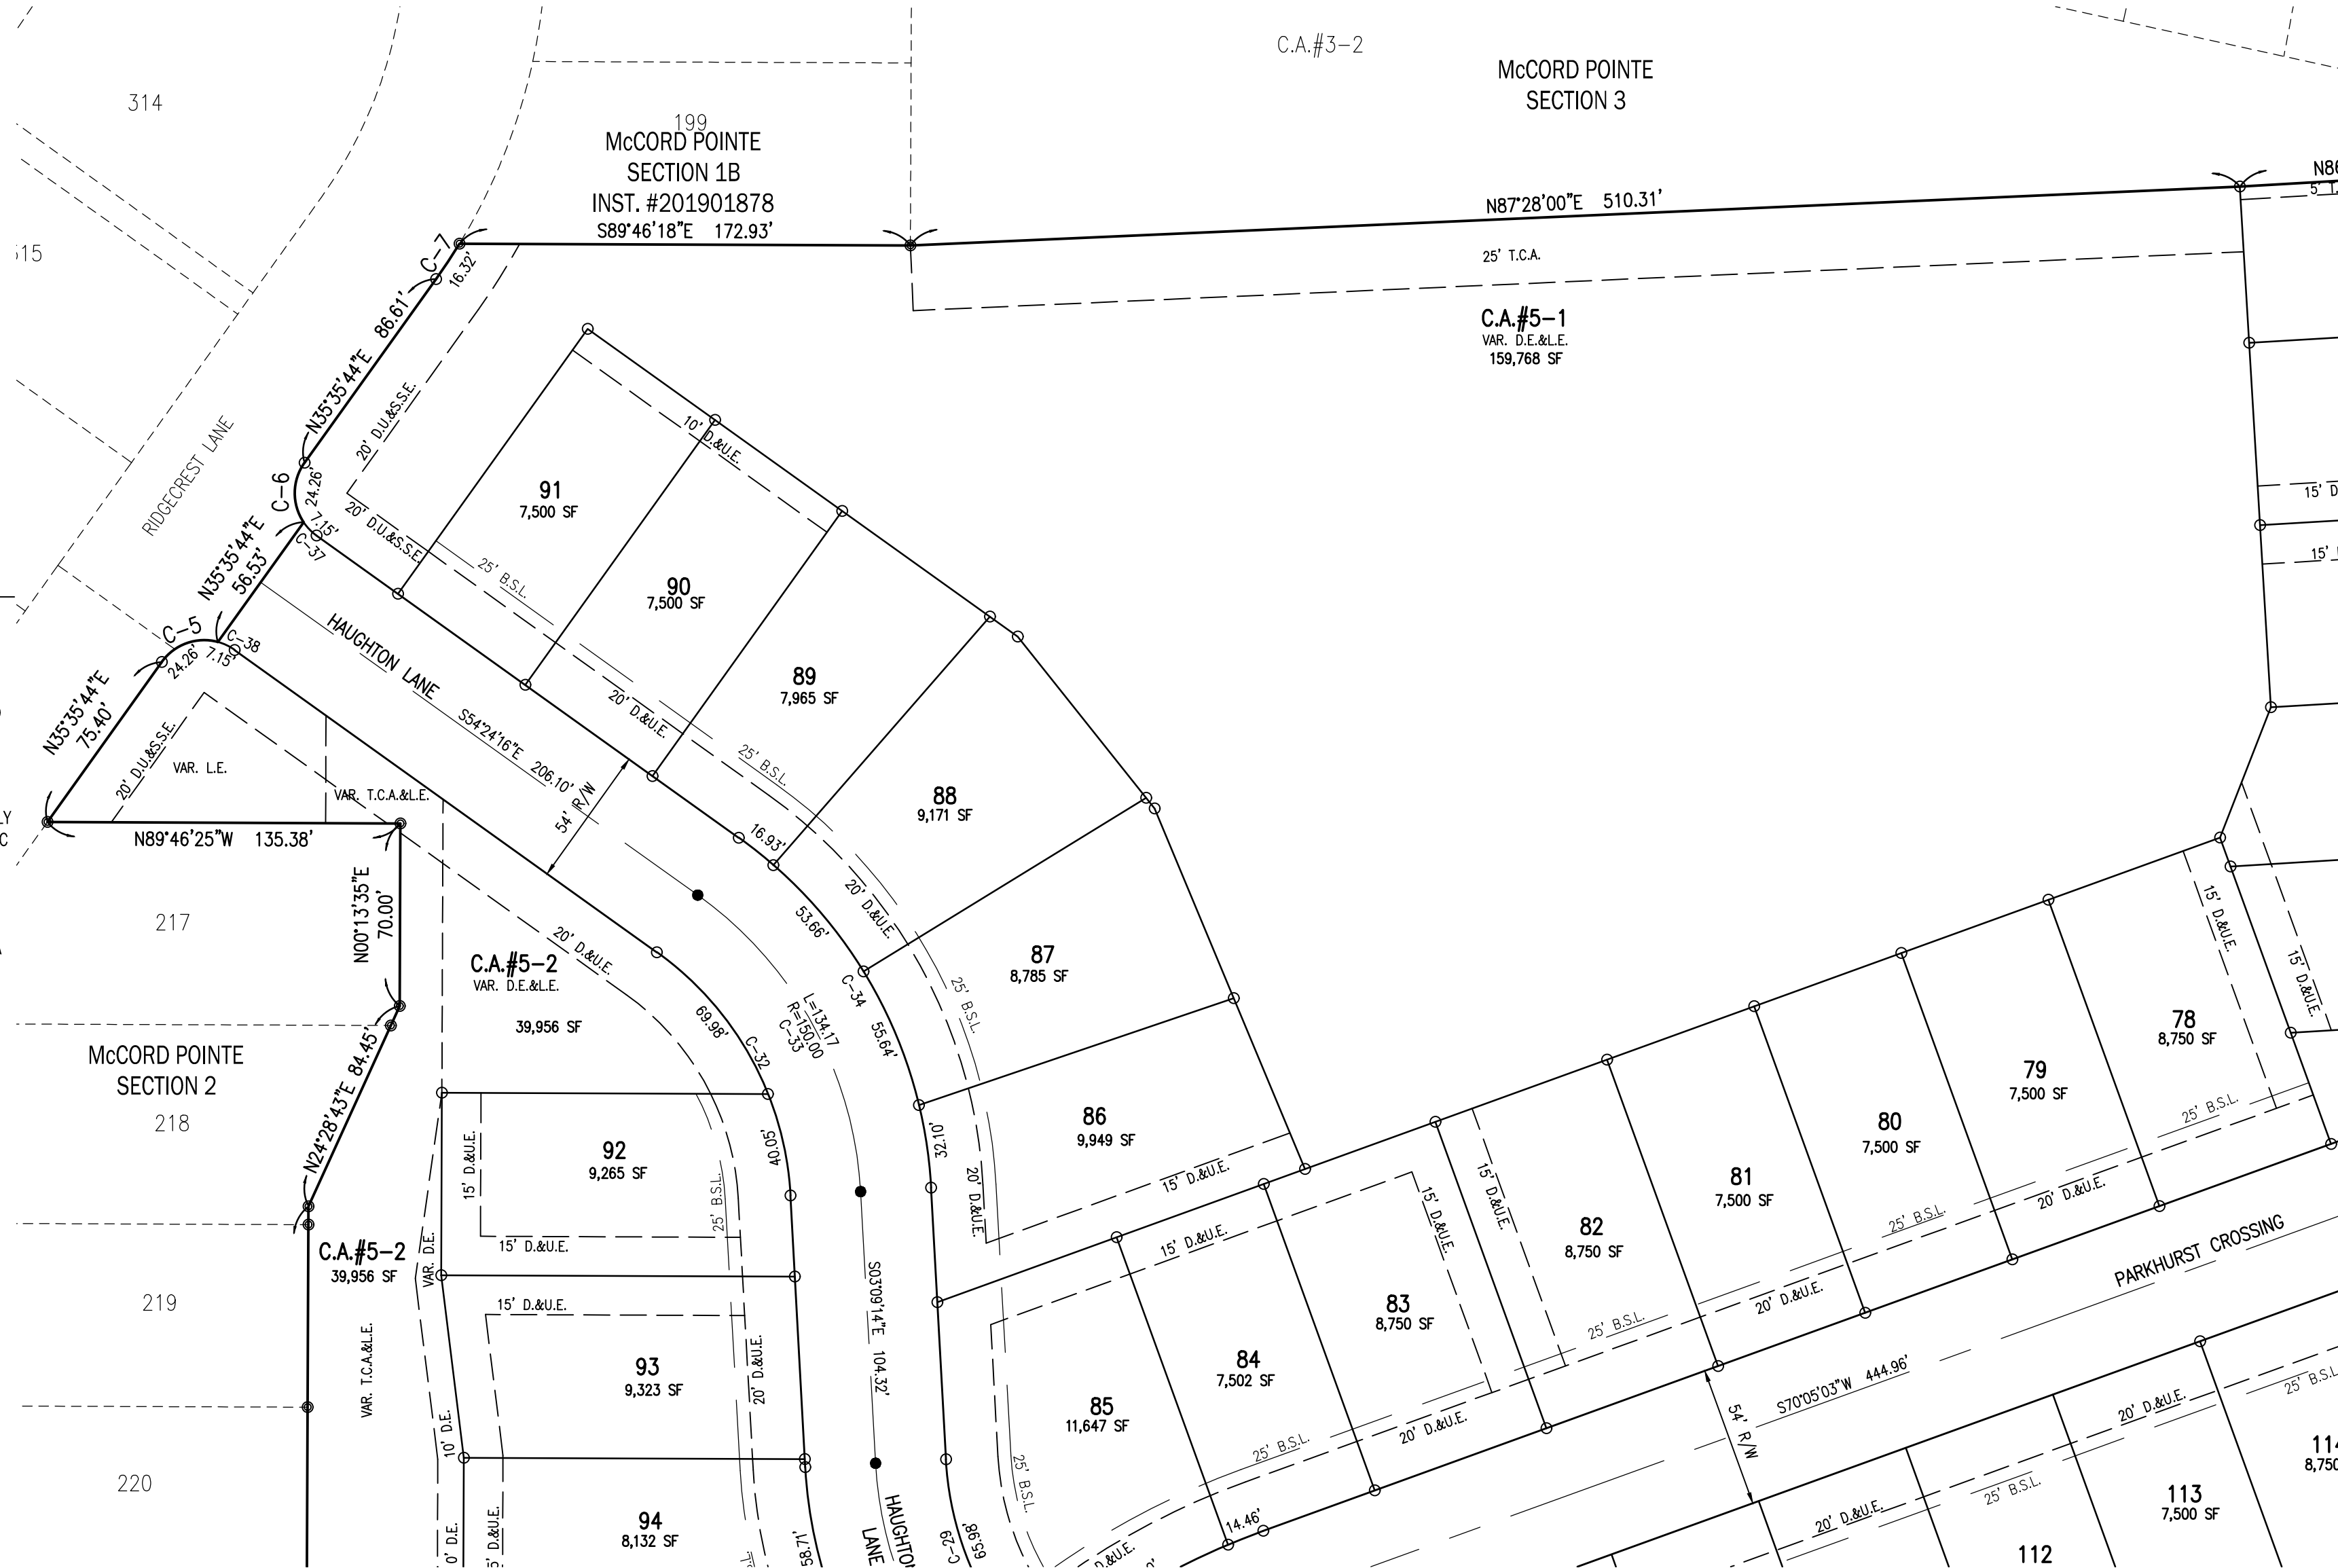 C.A.#3-2
McCORD POINTE
SECTION 3
314
199
McCORD POINTE
SECTION 1B
INST. #201901878
S89°46'18"E 172.93'
N87°28'00"E 510.31'
5' T.
25' T.C.A.
C.A.#5-1
VAR. D.E.&L.E.
159,768 SF
C-7
16.32'
N35°35'44"E 86.61'
20' D.U.&S.S.E.
RIDGECREST LANE
C-6
24.26'
7.15'
C-37
20' D.U.&S.S.E.
N35°35'44"E
56.53'
C-5
24.26'
7.15'
C-38
N35°35'44"E
75.40'
20' D.U.&S.S.E.
VAR. L.E.
VAR. T.C.A.&L.E.
N89°46'25"W 135.38'
HAUGHTON LANE
S54°24'16"E 206.10'
54' R/W
10' D.&U.E.
91
7,500 SF
25' B.S.L.
90
7,500 SF
20' D.&U.E.
89
7,965 SF
25' B.S.L.
16.93'
88
9,171 SF
20' D.&U.E.
53.66'
C-34
87
8,785 SF
25' B.S.L.
55.64'
86
9,949 SF
32.10'
20' D.&U.E.
15' D.&U.E.
L=134.17
R=150.00
C-33
217
N00°13'35"E
70.00'
C.A.#5-2
VAR. D.E.&L.E.
39,956 SF
20' D.&U.E.
69.98'
C-32
McCORD POINTE
SECTION 2
218
N24°28'43"E 84.45'
92
9,265 SF
15' D.&U.E.
15' D.&U.E.
40.05'
25' B.S.L.
219
C.A.#5-2
39,956 SF
VAR. D.E.
VAR. T.C.A.&L.E.
15' D.&U.E.
93
9,323 SF
20' D.&U.E.
S03°09'14"E 104.32'
220
10' D.E.
94
8,132 SF
58.71'
HAUGHTON
LANE
C-29
65.98'
25' B.S.L.
85
11,647 SF
15' D.&U.E.
84
7,502 SF
83
8,750 SF
15' D.&U.E.
15' D.&U.E.
82
8,750 SF
81
7,500 SF
80
7,500 SF
79
7,500 SF
78
8,750 SF
15' D.&U.E.
15' D.&U.E.
25' B.S.L.
20' D.&U.E.
25' B.S.L.
20' D.&U.E.
25' B.S.L.
20' D.&U.E.
25' B.S.L.
14.46'
PARKHURST CROSSING
S70°05'03"W 444.96'
54' R/W
20' D.&U.E.
25' B.S.L.
20' D.&U.E.
25' B.S.L.
112
113
7,500 SF